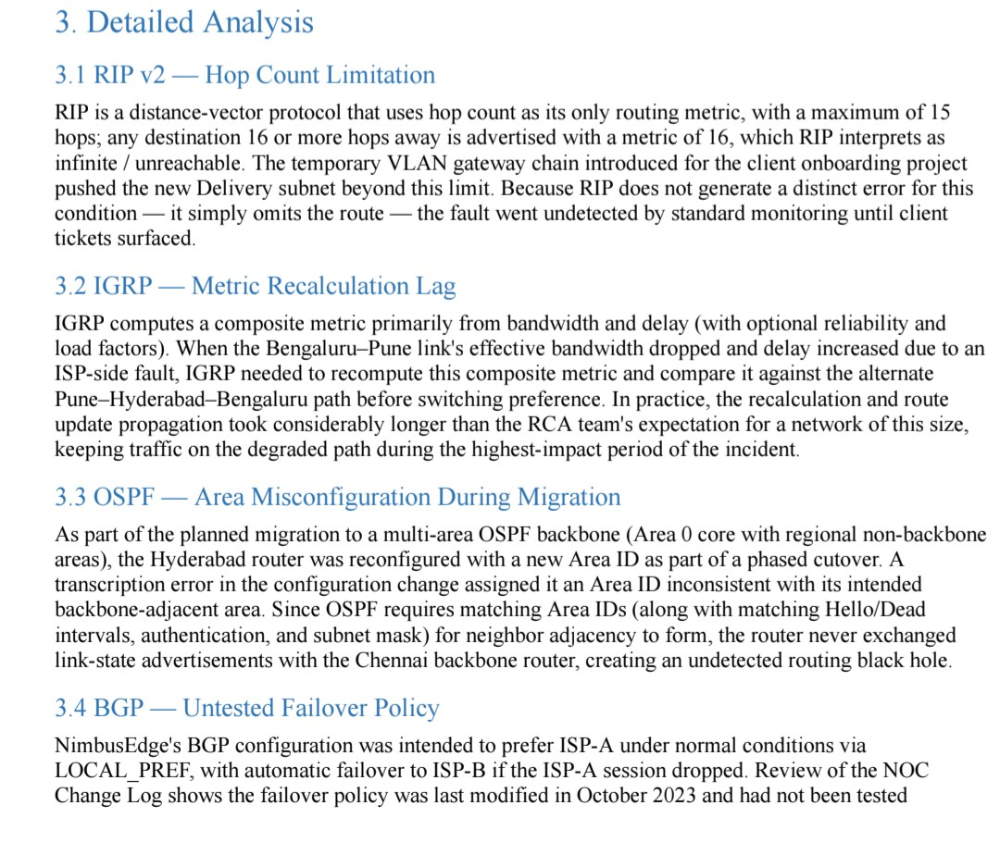 3. Detailed Analysis
3.1 RIP v2 — Hop Count Limitation
RIP is a distance-vector protocol that uses hop count as its only routing metric, with a maximum of 15
hops; any destination 16 or more hops away is advertised with a metric of 16, which RIP interprets as
infinite / unreachable. The temporary VLAN gateway chain introduced for the client onboarding project
pushed the new Delivery subnet beyond this limit. Because RIP does not generate a distinct error for this
condition — it simply omits the route — the fault went undetected by standard monitoring until client
tickets surfaced.
3.2 IGRP — Metric Recalculation Lag
IGRP computes a composite metric primarily from bandwidth and delay (with optional reliability and
load factors). When the Bengaluru–Pune link's effective bandwidth dropped and delay increased due to an
ISP-side fault, IGRP needed to recompute this composite metric and compare it against the alternate
Pune–Hyderabad–Bengaluru path before switching preference. In practice, the recalculation and route
update propagation took considerably longer than the RCA team's expectation for a network of this size,
keeping traffic on the degraded path during the highest-impact period of the incident.
3.3 OSPF — Area Misconfiguration During Migration
As part of the planned migration to a multi-area OSPF backbone (Area 0 core with regional non-backbone
areas), the Hyderabad router was reconfigured with a new Area ID as part of a phased cutover. A
transcription error in the configuration change assigned it an Area ID inconsistent with its intended
backbone-adjacent area. Since OSPF requires matching Area IDs (along with matching Hello/Dead
intervals, authentication, and subnet mask) for neighbor adjacency to form, the router never exchanged
link-state advertisements with the Chennai backbone router, creating an undetected routing black hole.
3.4 BGP — Untested Failover Policy
NimbusEdge's BGP configuration was intended to prefer ISP-A under normal conditions via
LOCAL_PREF, with automatic failover to ISP-B if the ISP-A session dropped. Review of the NOC
Change Log shows the failover policy was last modified in October 2023 and had not been tested